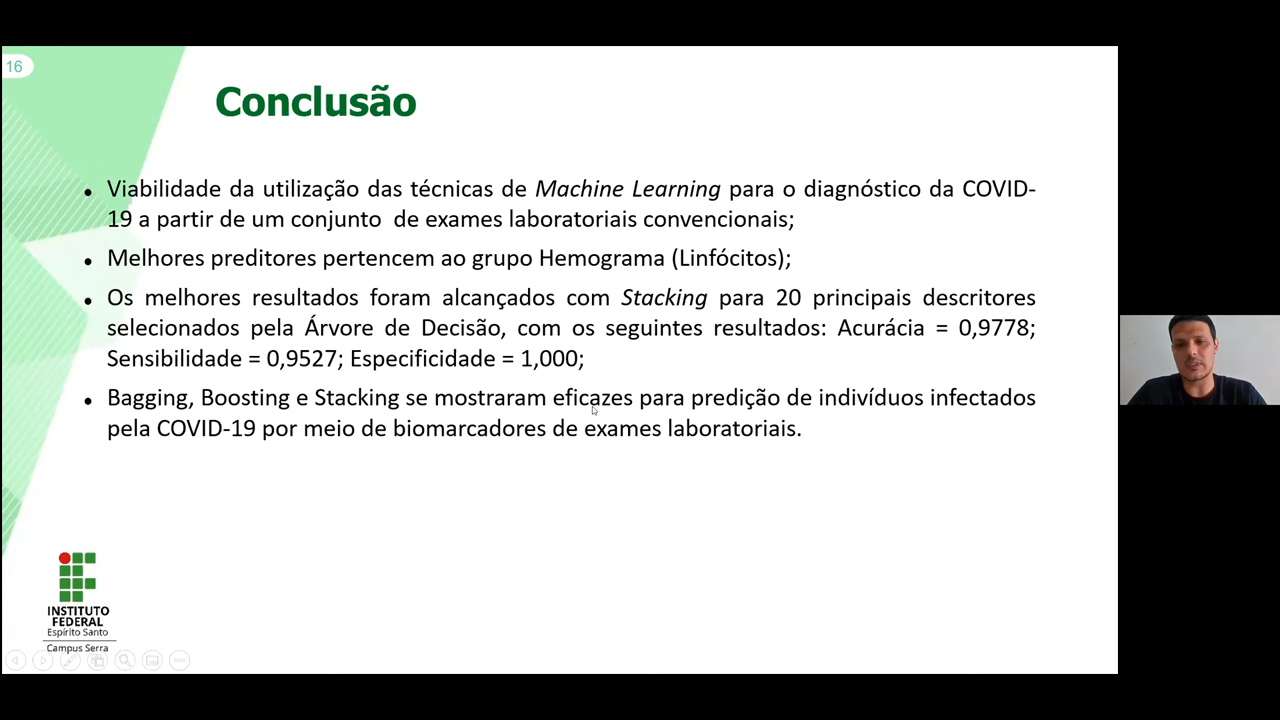 16
Conclusão
Viabilidade da utilização das técnicas de Machine Learning para o diagnóstico da COVID-
19 a partir de um conjunto de exames laboratoriais convencionais;
Melhores preditores pertencem ao grupo Hemograma (Linfócitos);
Os melhores resultados foram alcançados com Stacking para 20 principais descritores
selecionados pela Árvore de Decisão, com os seguintes resultados: Acurácia = 0,9778;
Sensibilidade = 0,9527; Especificidade = 1,000;
Bagging, Boosting e Stacking se mostraram eficazes para predição de indivíduos infectados
pela COVID-19 por meio de biomarcadores de exames laboratoriais.
INSTITUTO
FEDERAL
Espírito Santo
Campus Serra